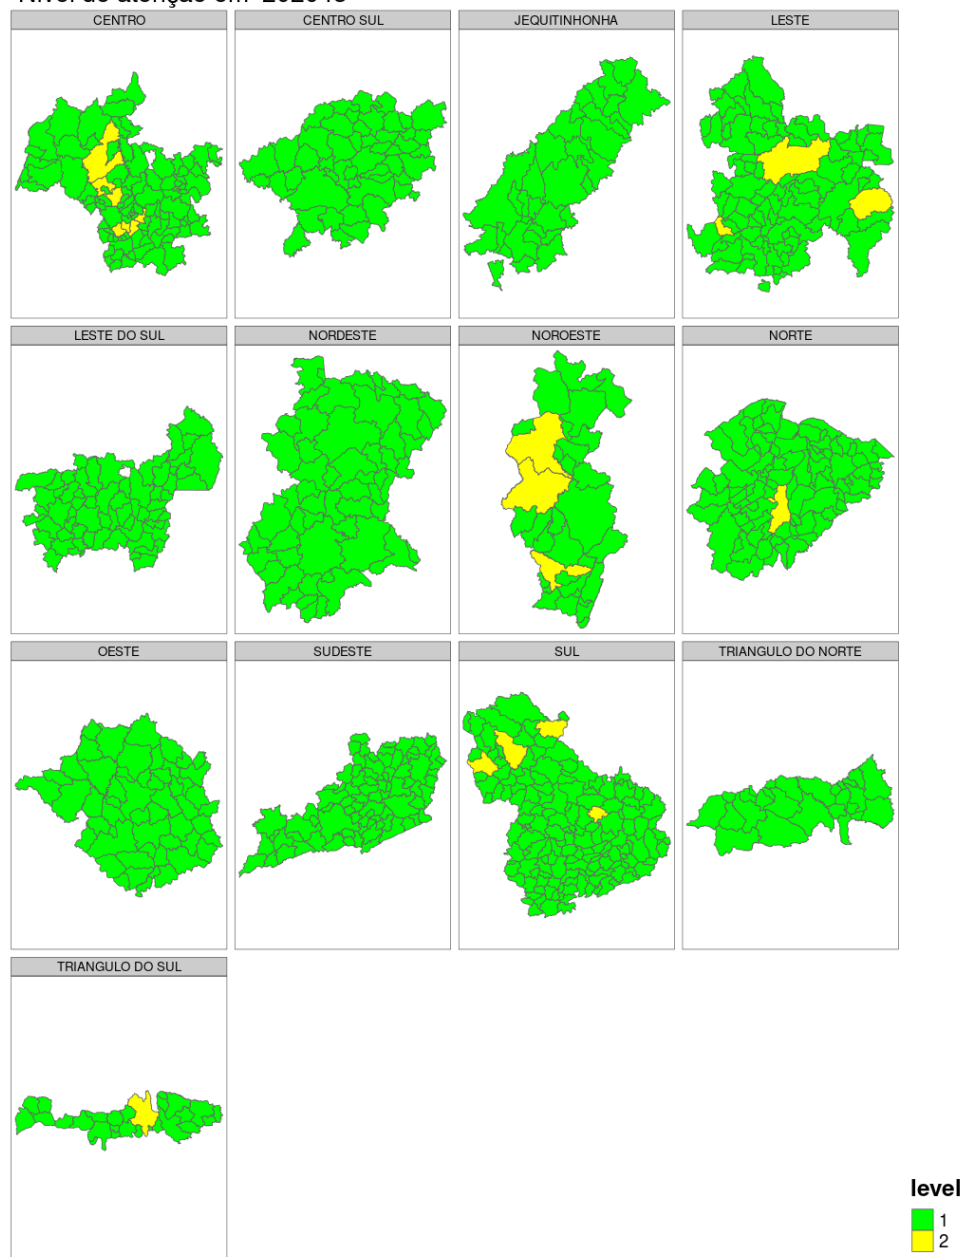 CENTRO
CENTRO SUL
JEQUITINHONHA
LESTE
LESTE DO SUL
NORDESTE
NOROESTE
NORTE
OESTE
SUDESTE
SUL
TRIANGULO DO NORTE
TRIANGULO DO SUL
level
1
2